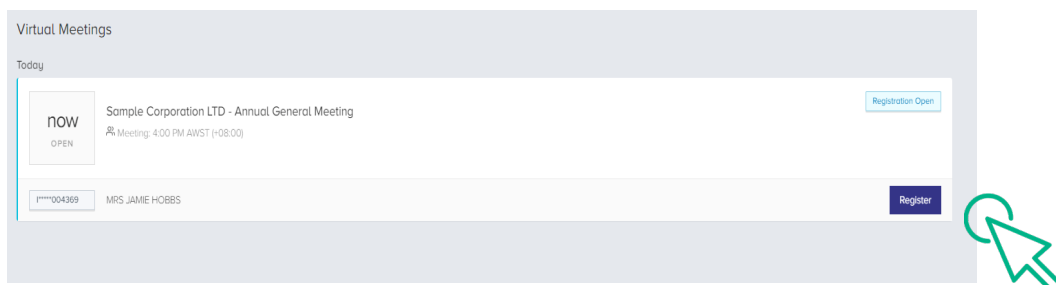 Virtual Meetings
Today
now
OPEN
Sample Corporation LTD - Annual General Meeting
Meeting: 4:00 PM AWST (+08:00)
Registration Open
I*****004369
MRS JAMIE HOBBS
Register